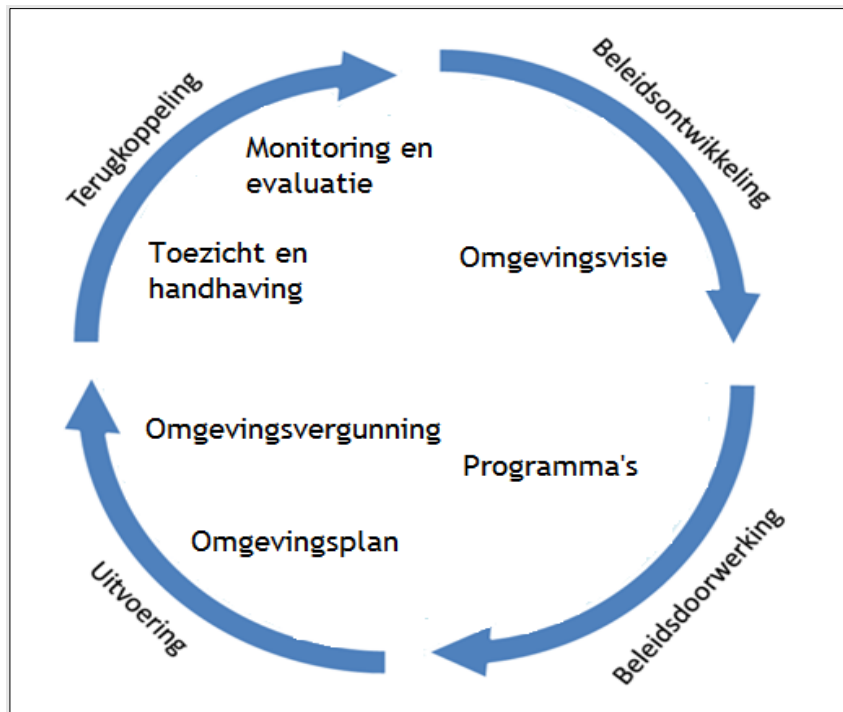 Beleidsontwikkeling
Terugkoppeling
Monitoring en
evaluatie
Toezicht en
handhaving
Omgevingsvisie
Omgevingsvergunning
Programma's
Omgevingsplan
Uitvoering
Beleidsdoorwerking